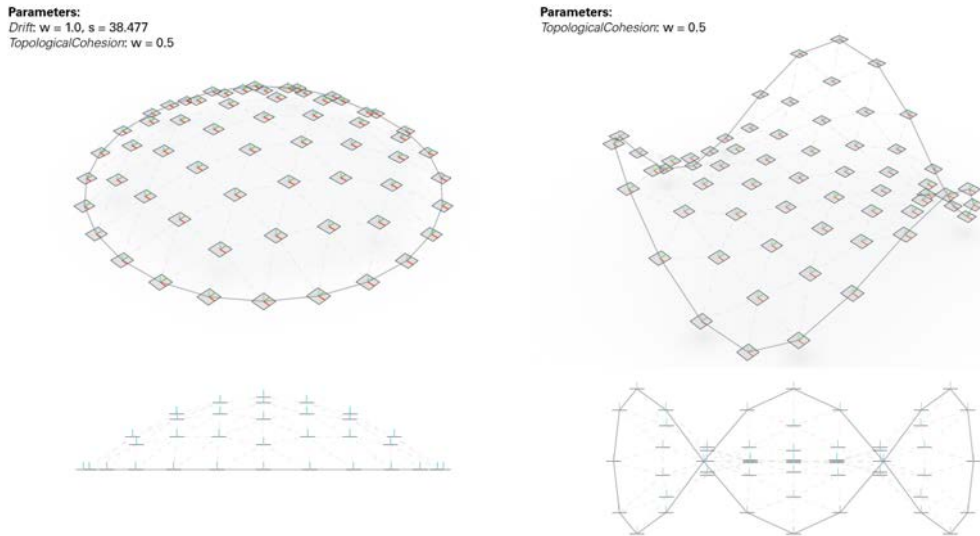 Parameters:
Drift: w = 1.0, s = 38.477
TopologicalCohesion: w = 0.5
Parameters:
TopologicalCohesion: w = 0.5